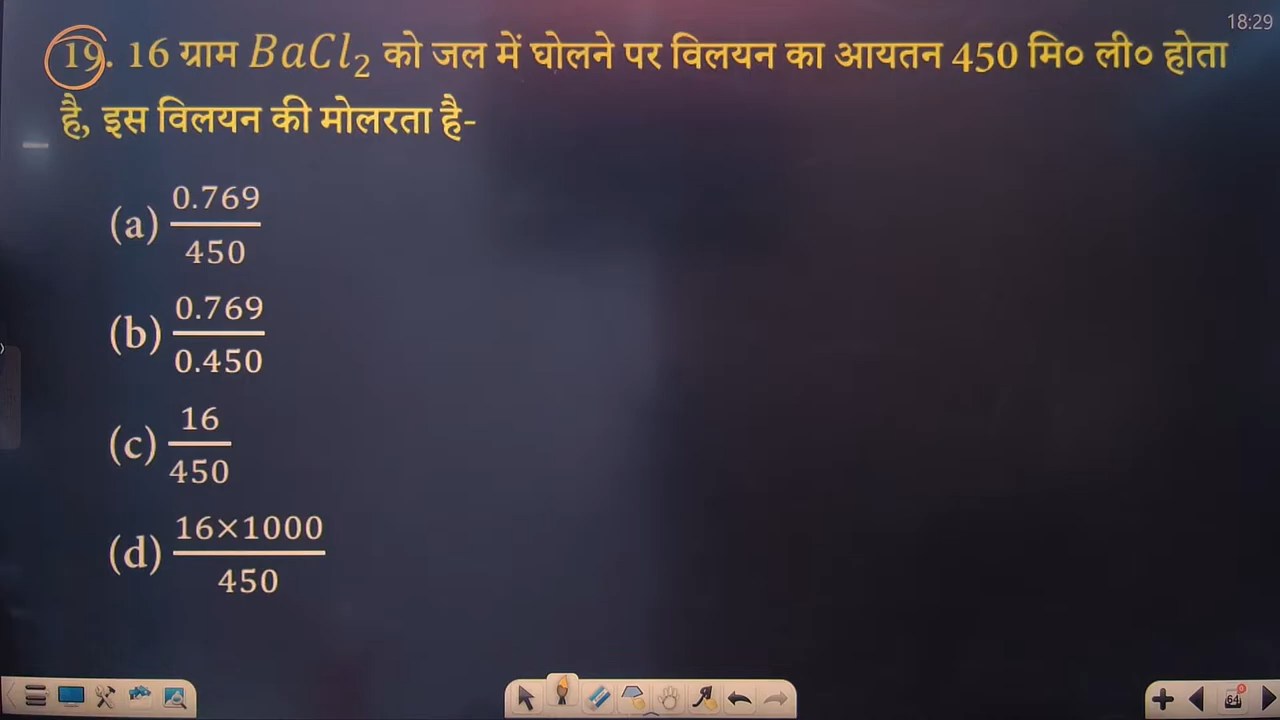 18:29
19. 16 ग्राम BaCl₂ को जल में घोलने पर विलयन का आयतन 450 मि० ली० होता
है, इस विलयन की मोलरता है-
(a) 0.769/450
(b) 0.769/0.450
(c) 16/450
(d) 16×1000/450
64